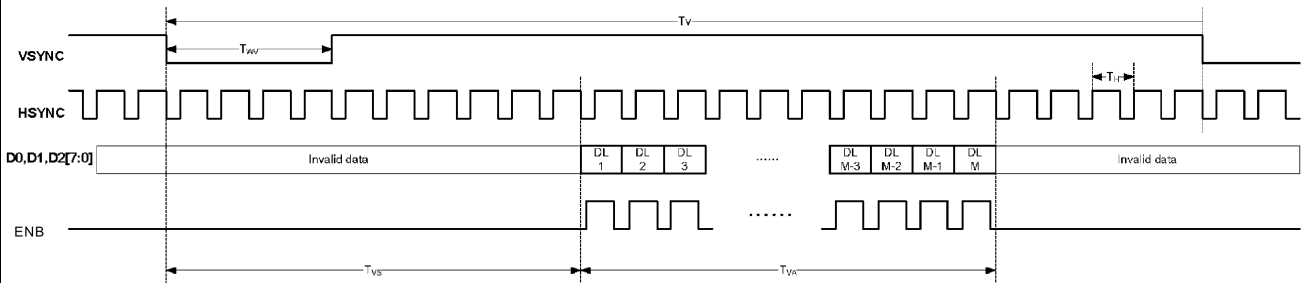 Tv
VSYNC
TWV
TH
HSYNC
D0,D1,D2[7:0]
Invalid data
DL 1
DL 2
DL 3
......
DL M-3
DL M-2
DL M-1
DL M
Invalid data
......
ENB
TVS
TVA